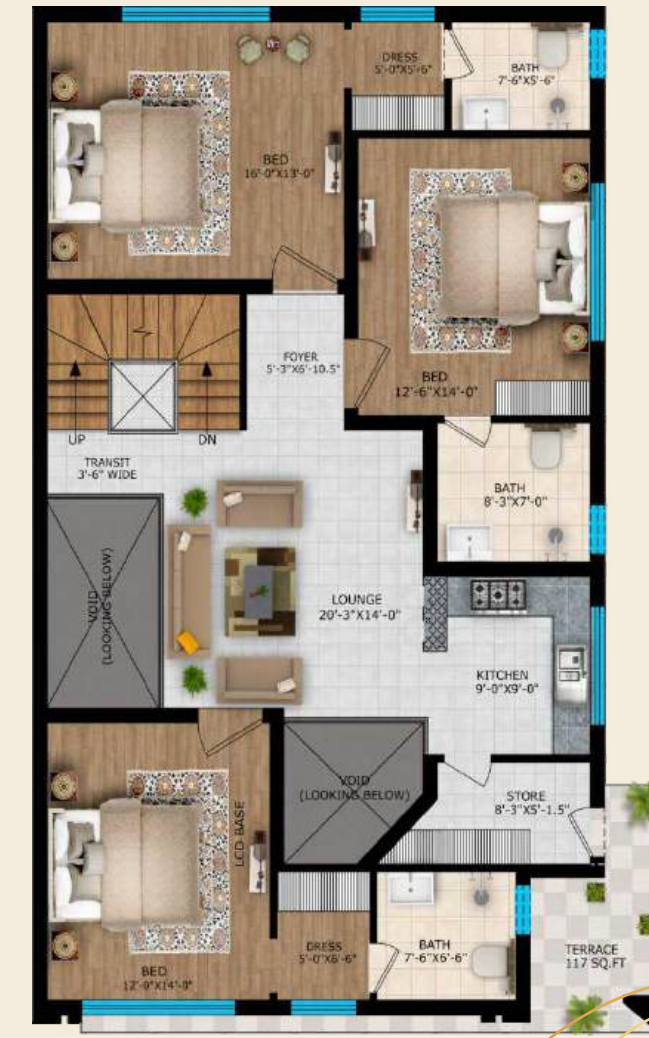 DRESS
5'-0"X5'-6"
BATH
7'-6"X5'-6"
BED
16'-0"X13'-0"
FOYER
5'-3"X6'-10.5"
BED
12'-6"X14'-0"
UP
DN
TRANSIT
3'-6" WIDE
BATH
8'-3"X7'-0"
VOID
(LOOKING BELOW)
LOUNGE
20'-3"X14'-0"
KITCHEN
9'-0"X9'-0"
VOID
(LOOKING BELOW)
STORE
8'-3"X5'-1.5"
LCD BASE
DRESS
5'-0"X6'-6"
BATH
7'-6"X6'-6"
TERRACE
117 SQ.FT
BED
12'-0"X14'-0"